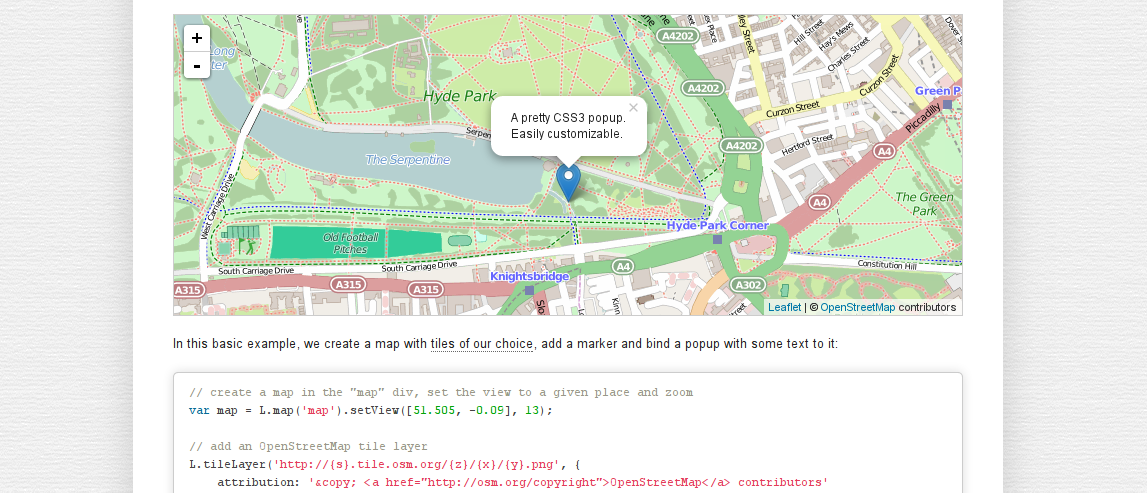 +
-
Long
ter
Hyde Park
A pretty CSS3 popup.
Easily customizable.
×
Serpen
The Serpentine
A4202
A4202
A4202
Hill Street
Hay's Mews
Charles Street
Curzon Street
Curzon Street
Hertford Street
Green P
Piccadilly
A4
A4
The Green
Park
Hyde Park Corner
West Carriage Drive
Old Football
Pitches
South Carriage Drive
South Carriage Drive
Knightsbridge
A4
Constitution Hill
A315
A315
A315
A302
Slo
Kinn
Leaflet | © OpenStreetMap contributors
In this basic example, we create a map with tiles of our choice, add a marker and bind a popup with some text to it:
// create a map in the "map" div, set the view to a given place and zoom
var map = L.map('map').setView([51.505, -0.09], 13);
// add an OpenStreetMap tile layer
L.tileLayer('http://{s}.tile.osm.org/{z}/{x}/{y}.png', {
attribution: '&copy; <a href="http://osm.org/copyright">OpenStreetMap</a> contributors'